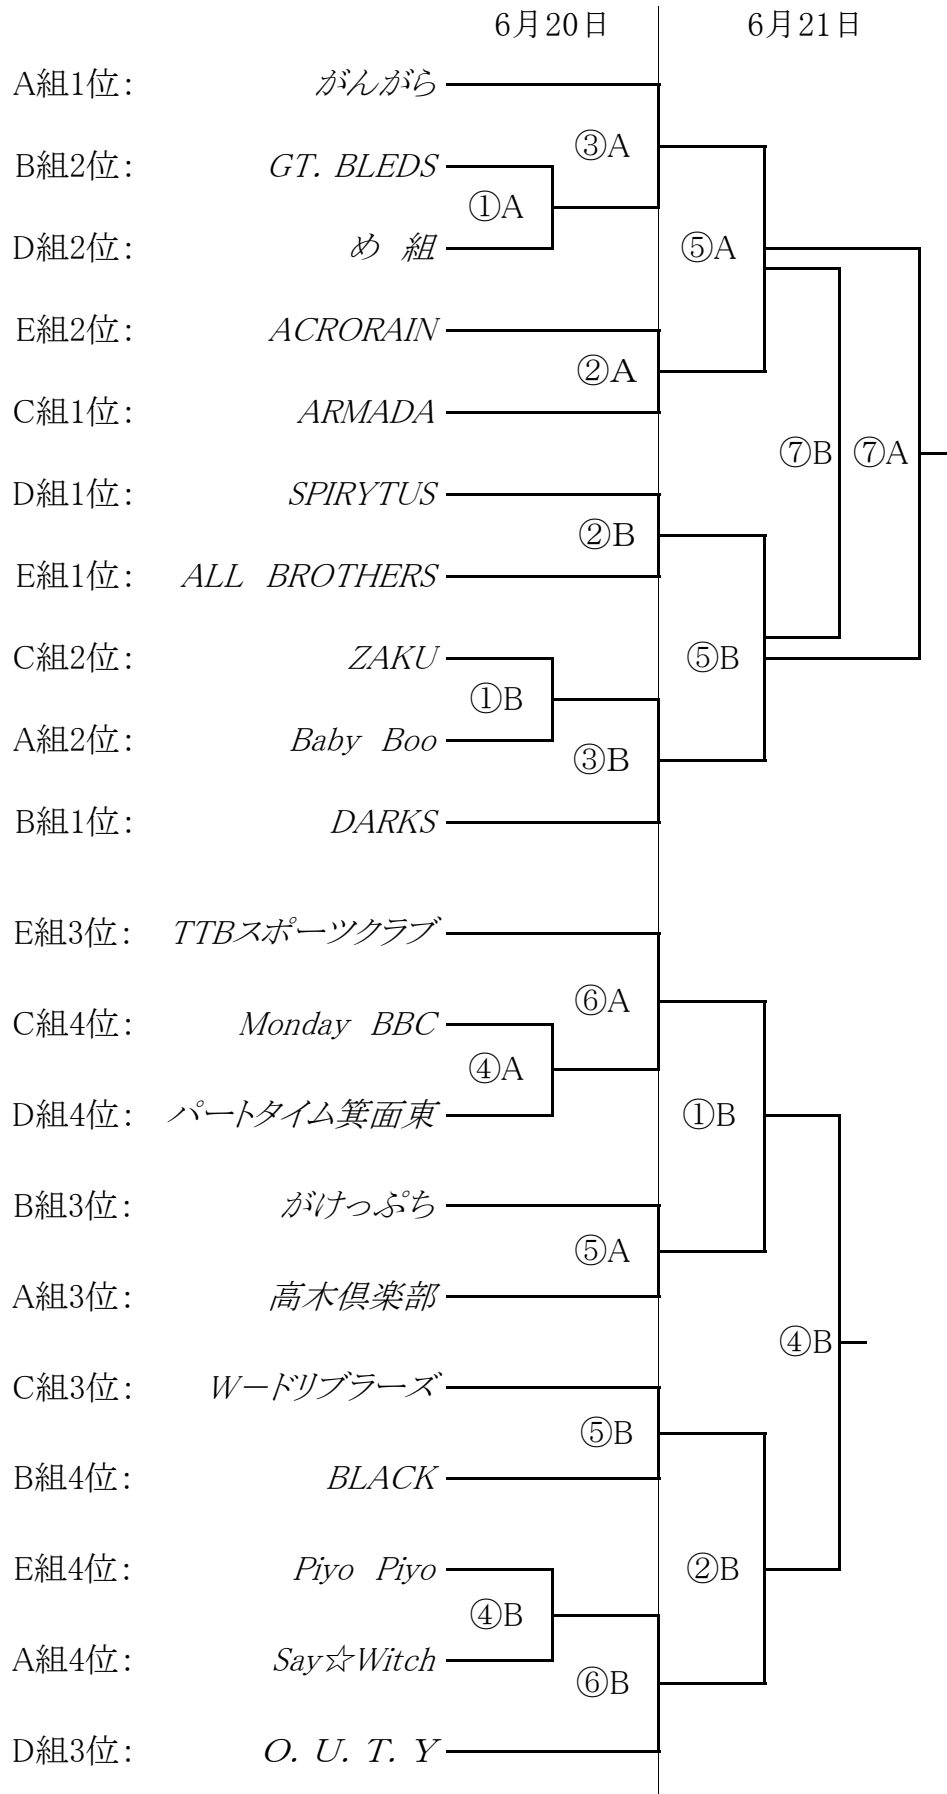 6月20日 6月21日
A組1位： がんがら
③A
B組2位： GT. BLEDS
①A
D組2位： め 組
⑤A
E組2位： ACRORAIN
②A
C組1位： ARMADA
⑦B ⑦A
D組1位： SPIRYTUS
②B
E組1位： ALL BROTHERS
C組2位： ZAKU
⑤B
①B
A組2位： Baby Boo
③B
B組1位： DARKS
E組3位： TTBスポーツクラブ
⑥A
C組4位： Monday BBC
④A
D組4位： パートタイム箕面東
①B
B組3位： がけっぷち
⑤A
A組3位： 高木倶楽部
④B
C組3位： W－ドリブラーズ
⑤B
B組4位： BLACK
E組4位： Piyo Piyo
②B
④B
A組4位： Say☆Witch
⑥B
D組3位： O. U. T. Y